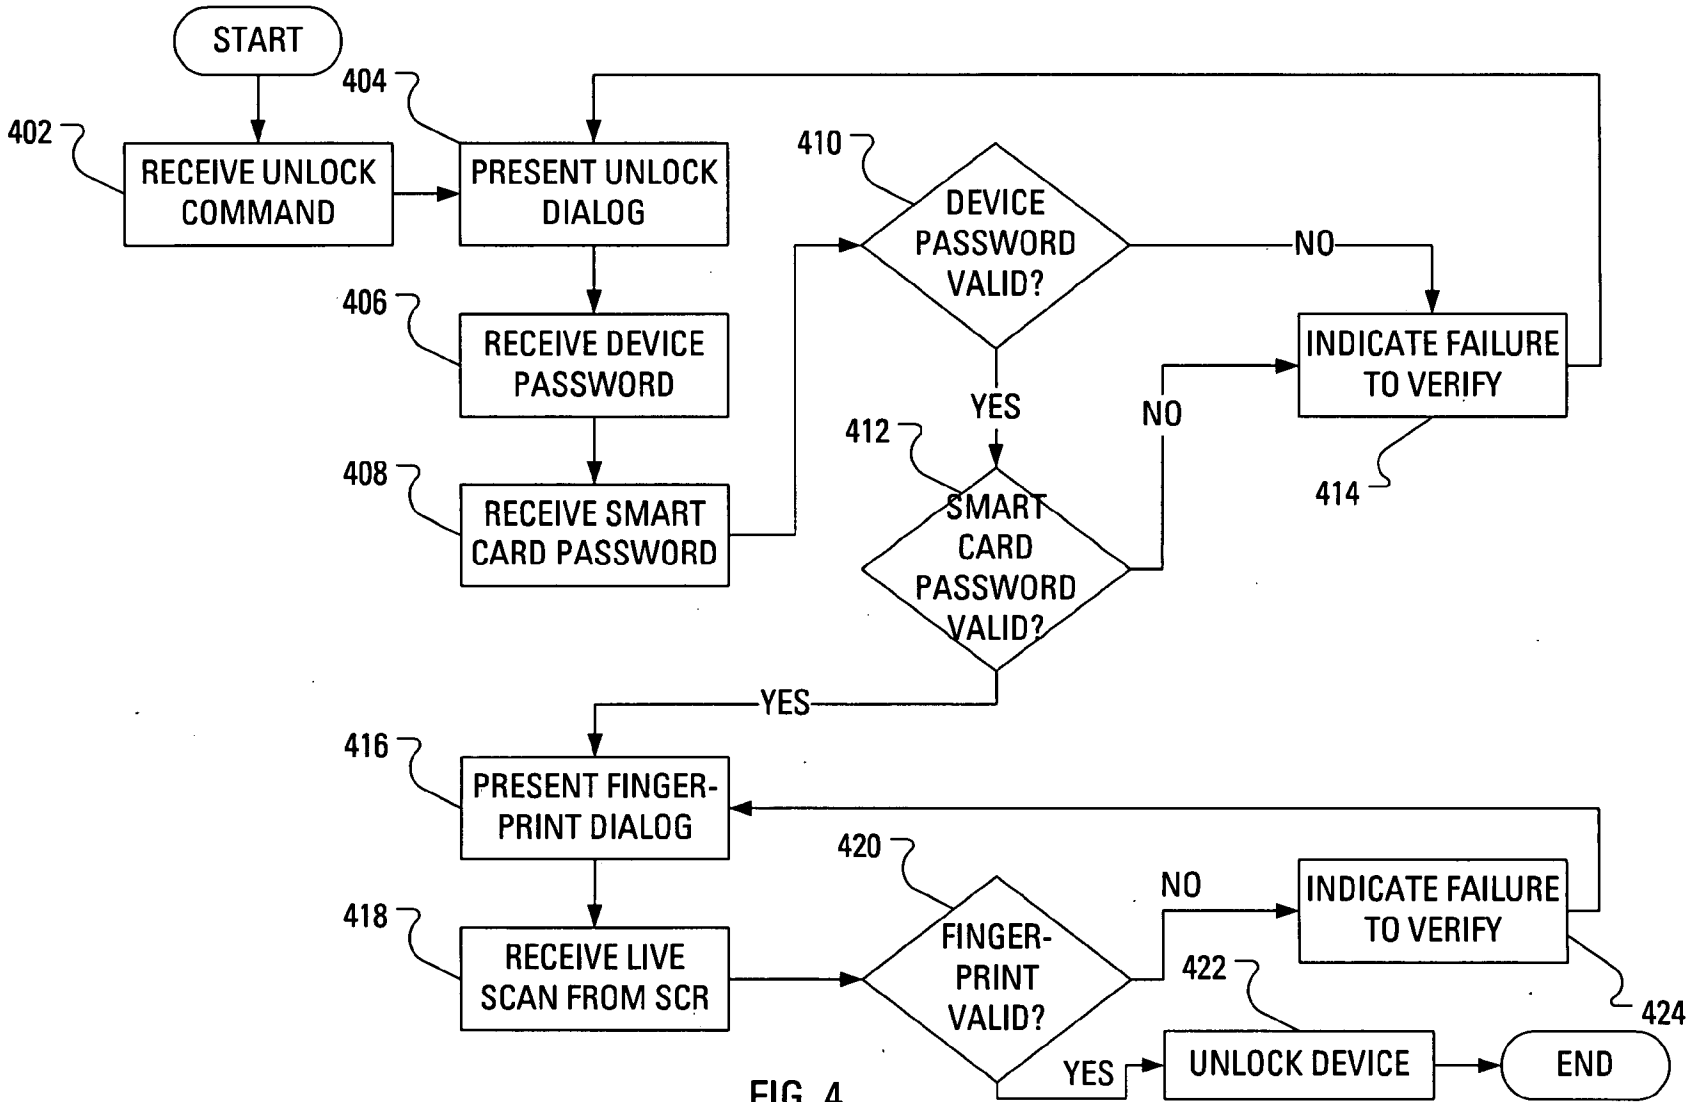 START
402
RECEIVE UNLOCK
COMMAND
404
PRESENT UNLOCK
DIALOG
406
RECEIVE DEVICE
PASSWORD
408
RECEIVE SMART
CARD PASSWORD
410
DEVICE
PASSWORD
VALID?
NO
YES
412
SMART
CARD
PASSWORD
VALID?
NO
INDICATE FAILURE
TO VERIFY
414
YES
416
PRESENT FINGER-
PRINT DIALOG
418
RECEIVE LIVE
SCAN FROM SCR
420
FINGER-
PRINT
VALID?
NO
INDICATE FAILURE
TO VERIFY
424
YES
422
UNLOCK DEVICE
END
FIG. 4